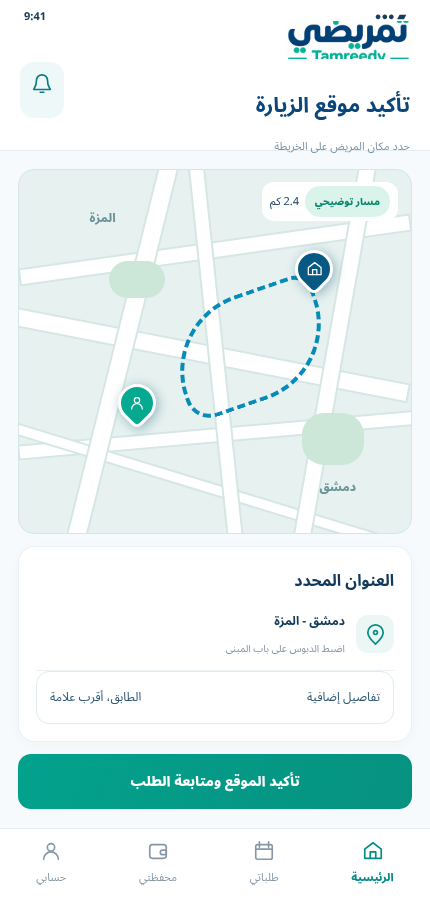 9:41
تمريضي
Tamreedy
تأكيد موقع الزيارة
حدد مكان المريض على الخريطة
مسار توضيحي 2.4 كم
المزة
دمشق
العنوان المحدد
دمشق - المزة
اضبط الدبوس على باب المبنى
تفاصيل إضافية الطابق، أقرب علامة
تأكيد الموقع ومتابعة الطلب
الرئيسية طلباتي محفظتي حسابي